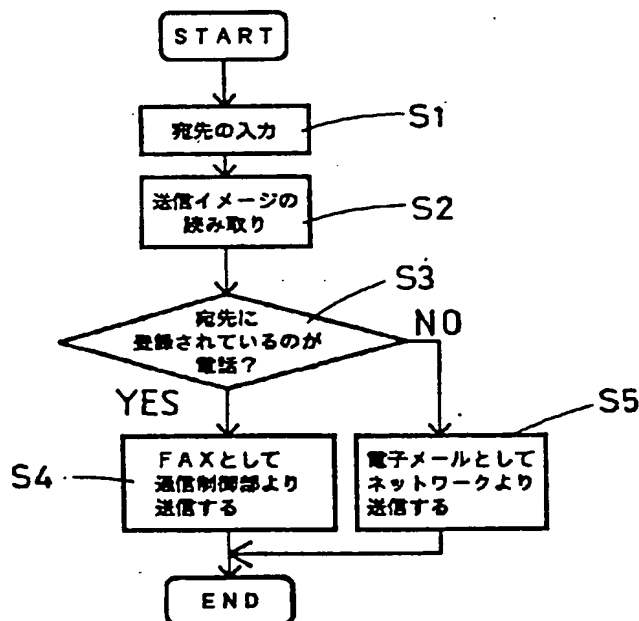 START
宛先の入力
S1
送信イメージの
読み取り
S2
S3
宛先に
登録されているのが
電話?
NO
YES
S4
FAXとして
通信制御部より
送信する
S5
電子メールとして
ネットワークより
送信する
END